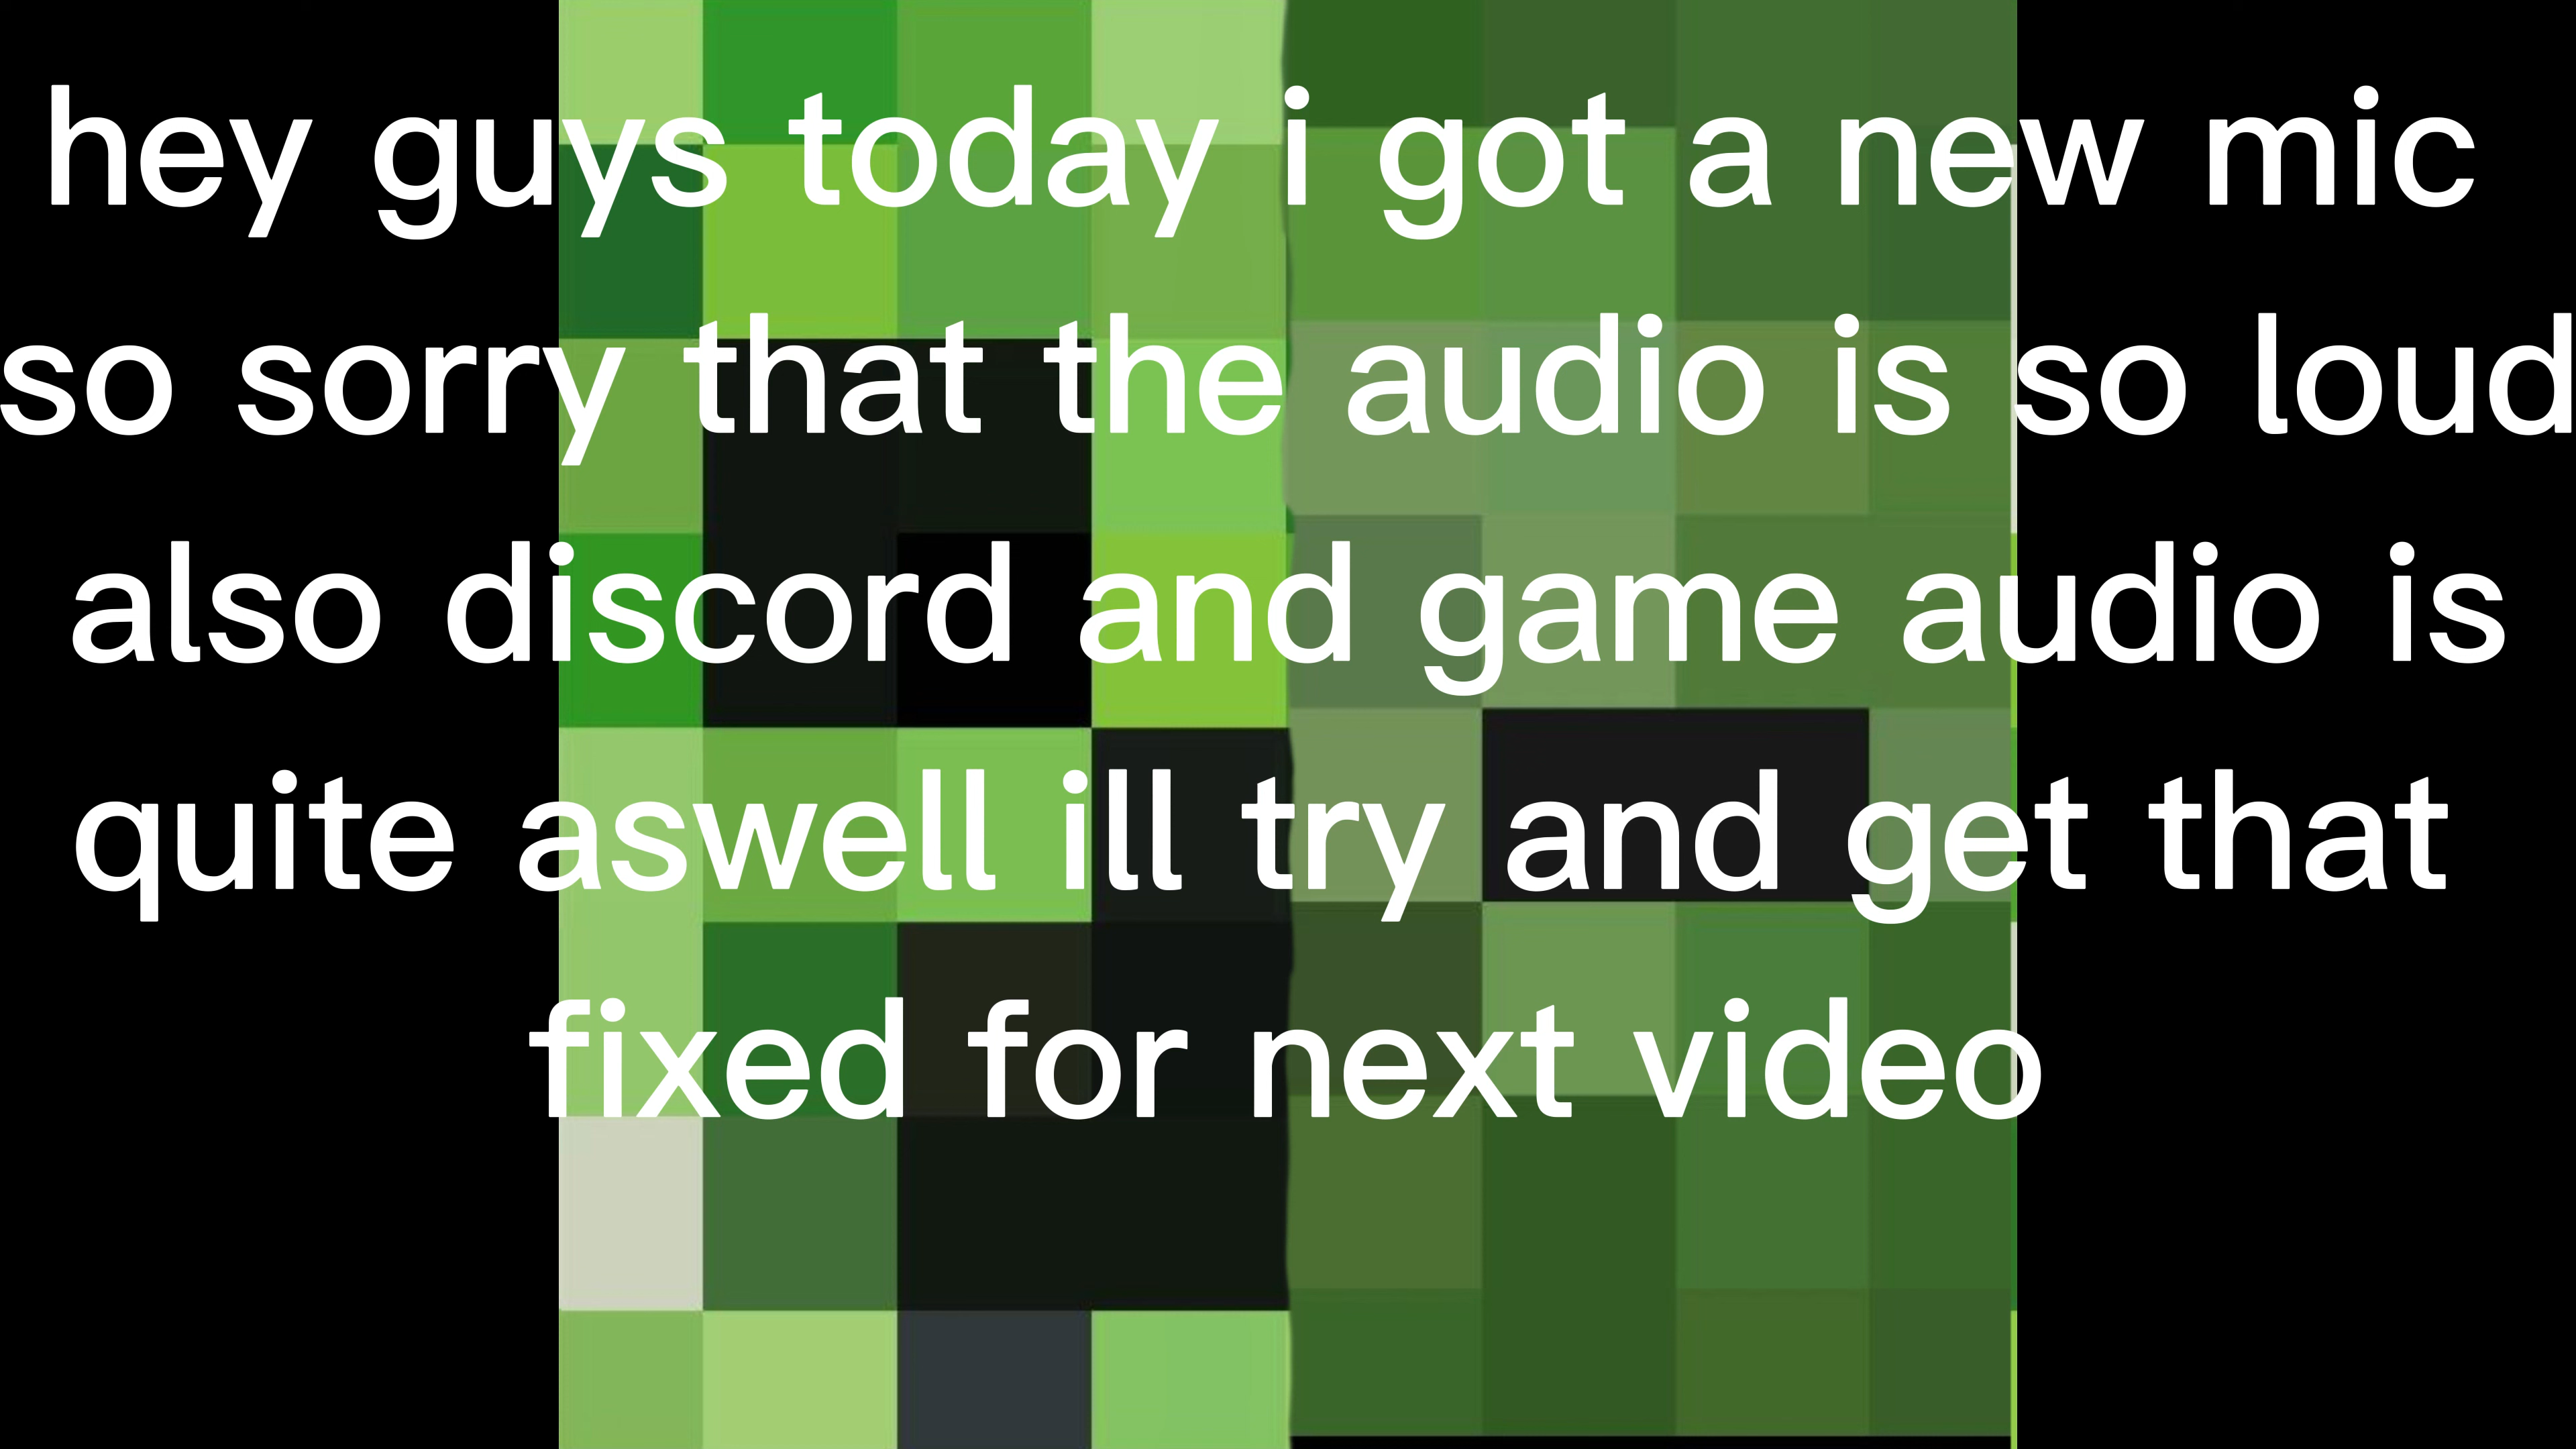 hey guys today i got a new mic
so sorry that the audio is so loud
also discord and game audio is
quite aswell ill try and get that
fixed for next video